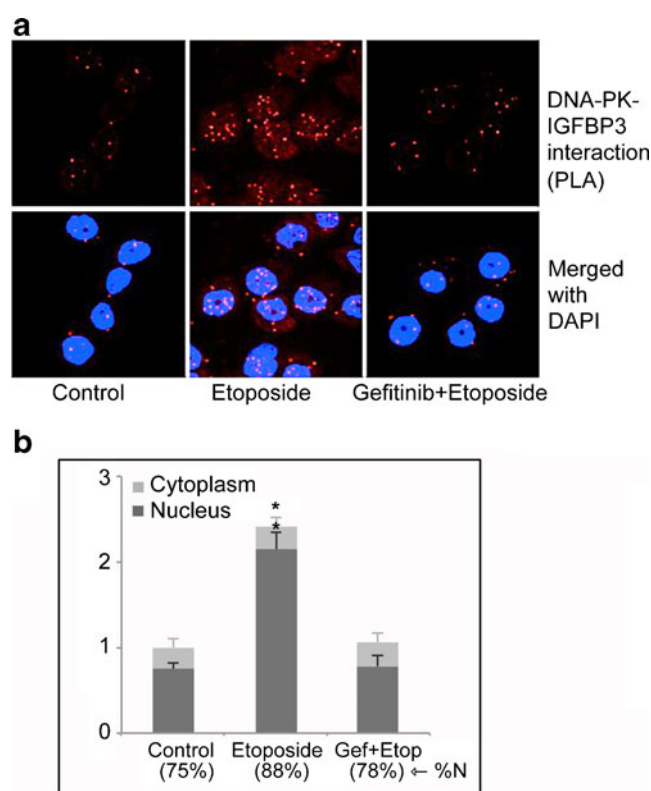 a
DNA-PK-
IGFBP3
interaction
(PLA)
Merged
with
DAPI
Control Etoposide Gefitinib+Etoposide
b
3
Cytoplasm
Nucleus
*
*
2
1
0
Control Etoposide Gef+Etop
(75%) (88%) (78%) ⇐ %N